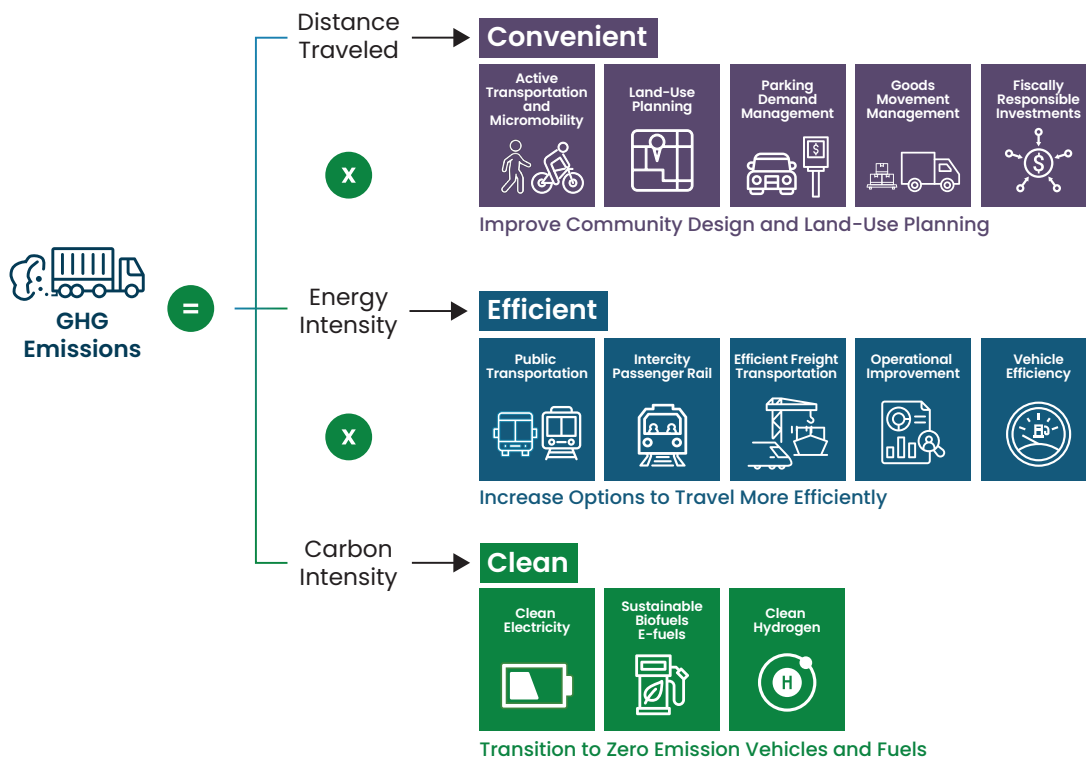 Distance
Traveled
Convenient
Active
Transportation
and
Micromobility
Land-Use
Planning
Parking
Demand
Management
$
Goods
Movement
Management
Fiscally
Responsible
Investments
$
Improve Community Design and Land-Use Planning
X
GHG
Emissions
=
Energy
Intensity
Efficient
Public
Transportation
Intercity
Passenger Rail
Efficient Freight
Transportation
Operational
Improvement
Vehicle
Efficiency
Increase Options to Travel More Efficiently
X
Carbon
Intensity
Clean
Clean
Electricity
Sustainable
Biofuels
E-fuels
Clean
Hydrogen
H
Transition to Zero Emission Vehicles and Fuels